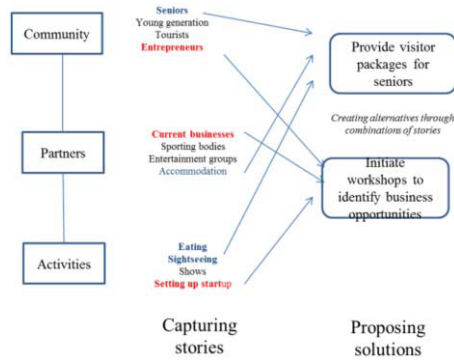 Community
Seniors
Young generation
Tourists
Entrepreneurs
Provide visitor
packages for
seniors
Creating alternatives through
combinations of stories
Partners
Current businesses
Sporting bodies
Entertainment groups
Accommodation
Initiate
workshops to
identify business
opportunities
Activities
Eating
Sightseeing
Shows
Setting up startup
Capturing
stories
Proposing
solutions